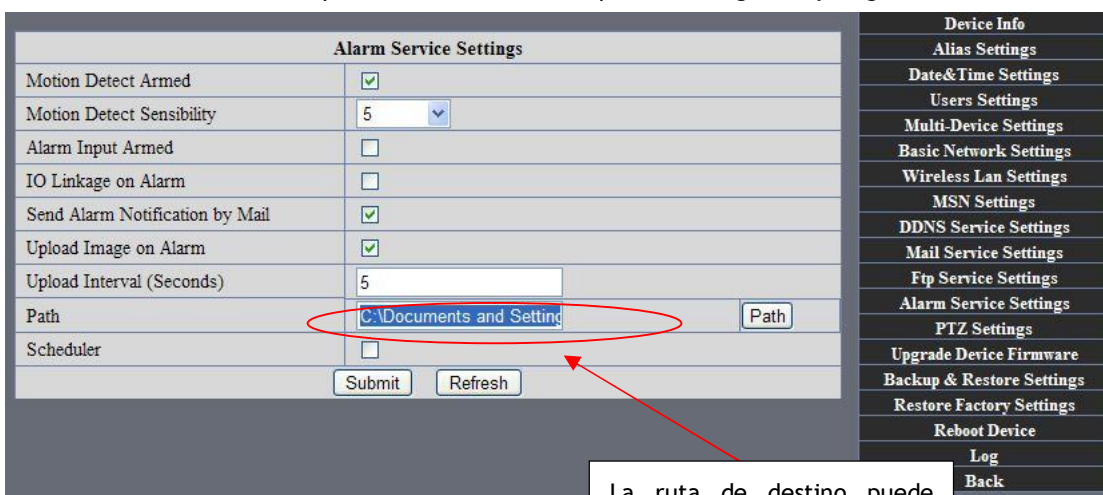 Alarm Service Settings
Motion Detect Armed
Motion Detect Sensibility 5
Alarm Input Armed
IO Linkage on Alarm
Send Alarm Notification by Mail
Upload Image on Alarm
Upload Interval (Seconds) 5
Path C:\Documents and Setting Path
Scheduler
Submit Refresh
Device Info
Alias Settings
Date&Time Settings
Users Settings
Multi-Device Settings
Basic Network Settings
Wireless Lan Settings
MSN Settings
DDNS Service Settings
Mail Service Settings
Ftp Service Settings
Alarm Service Settings
PTZ Settings
Upgrade Device Firmware
Backup & Restore Settings
Restore Factory Settings
Reboot Device
Log
Back
La ruta de destino puede